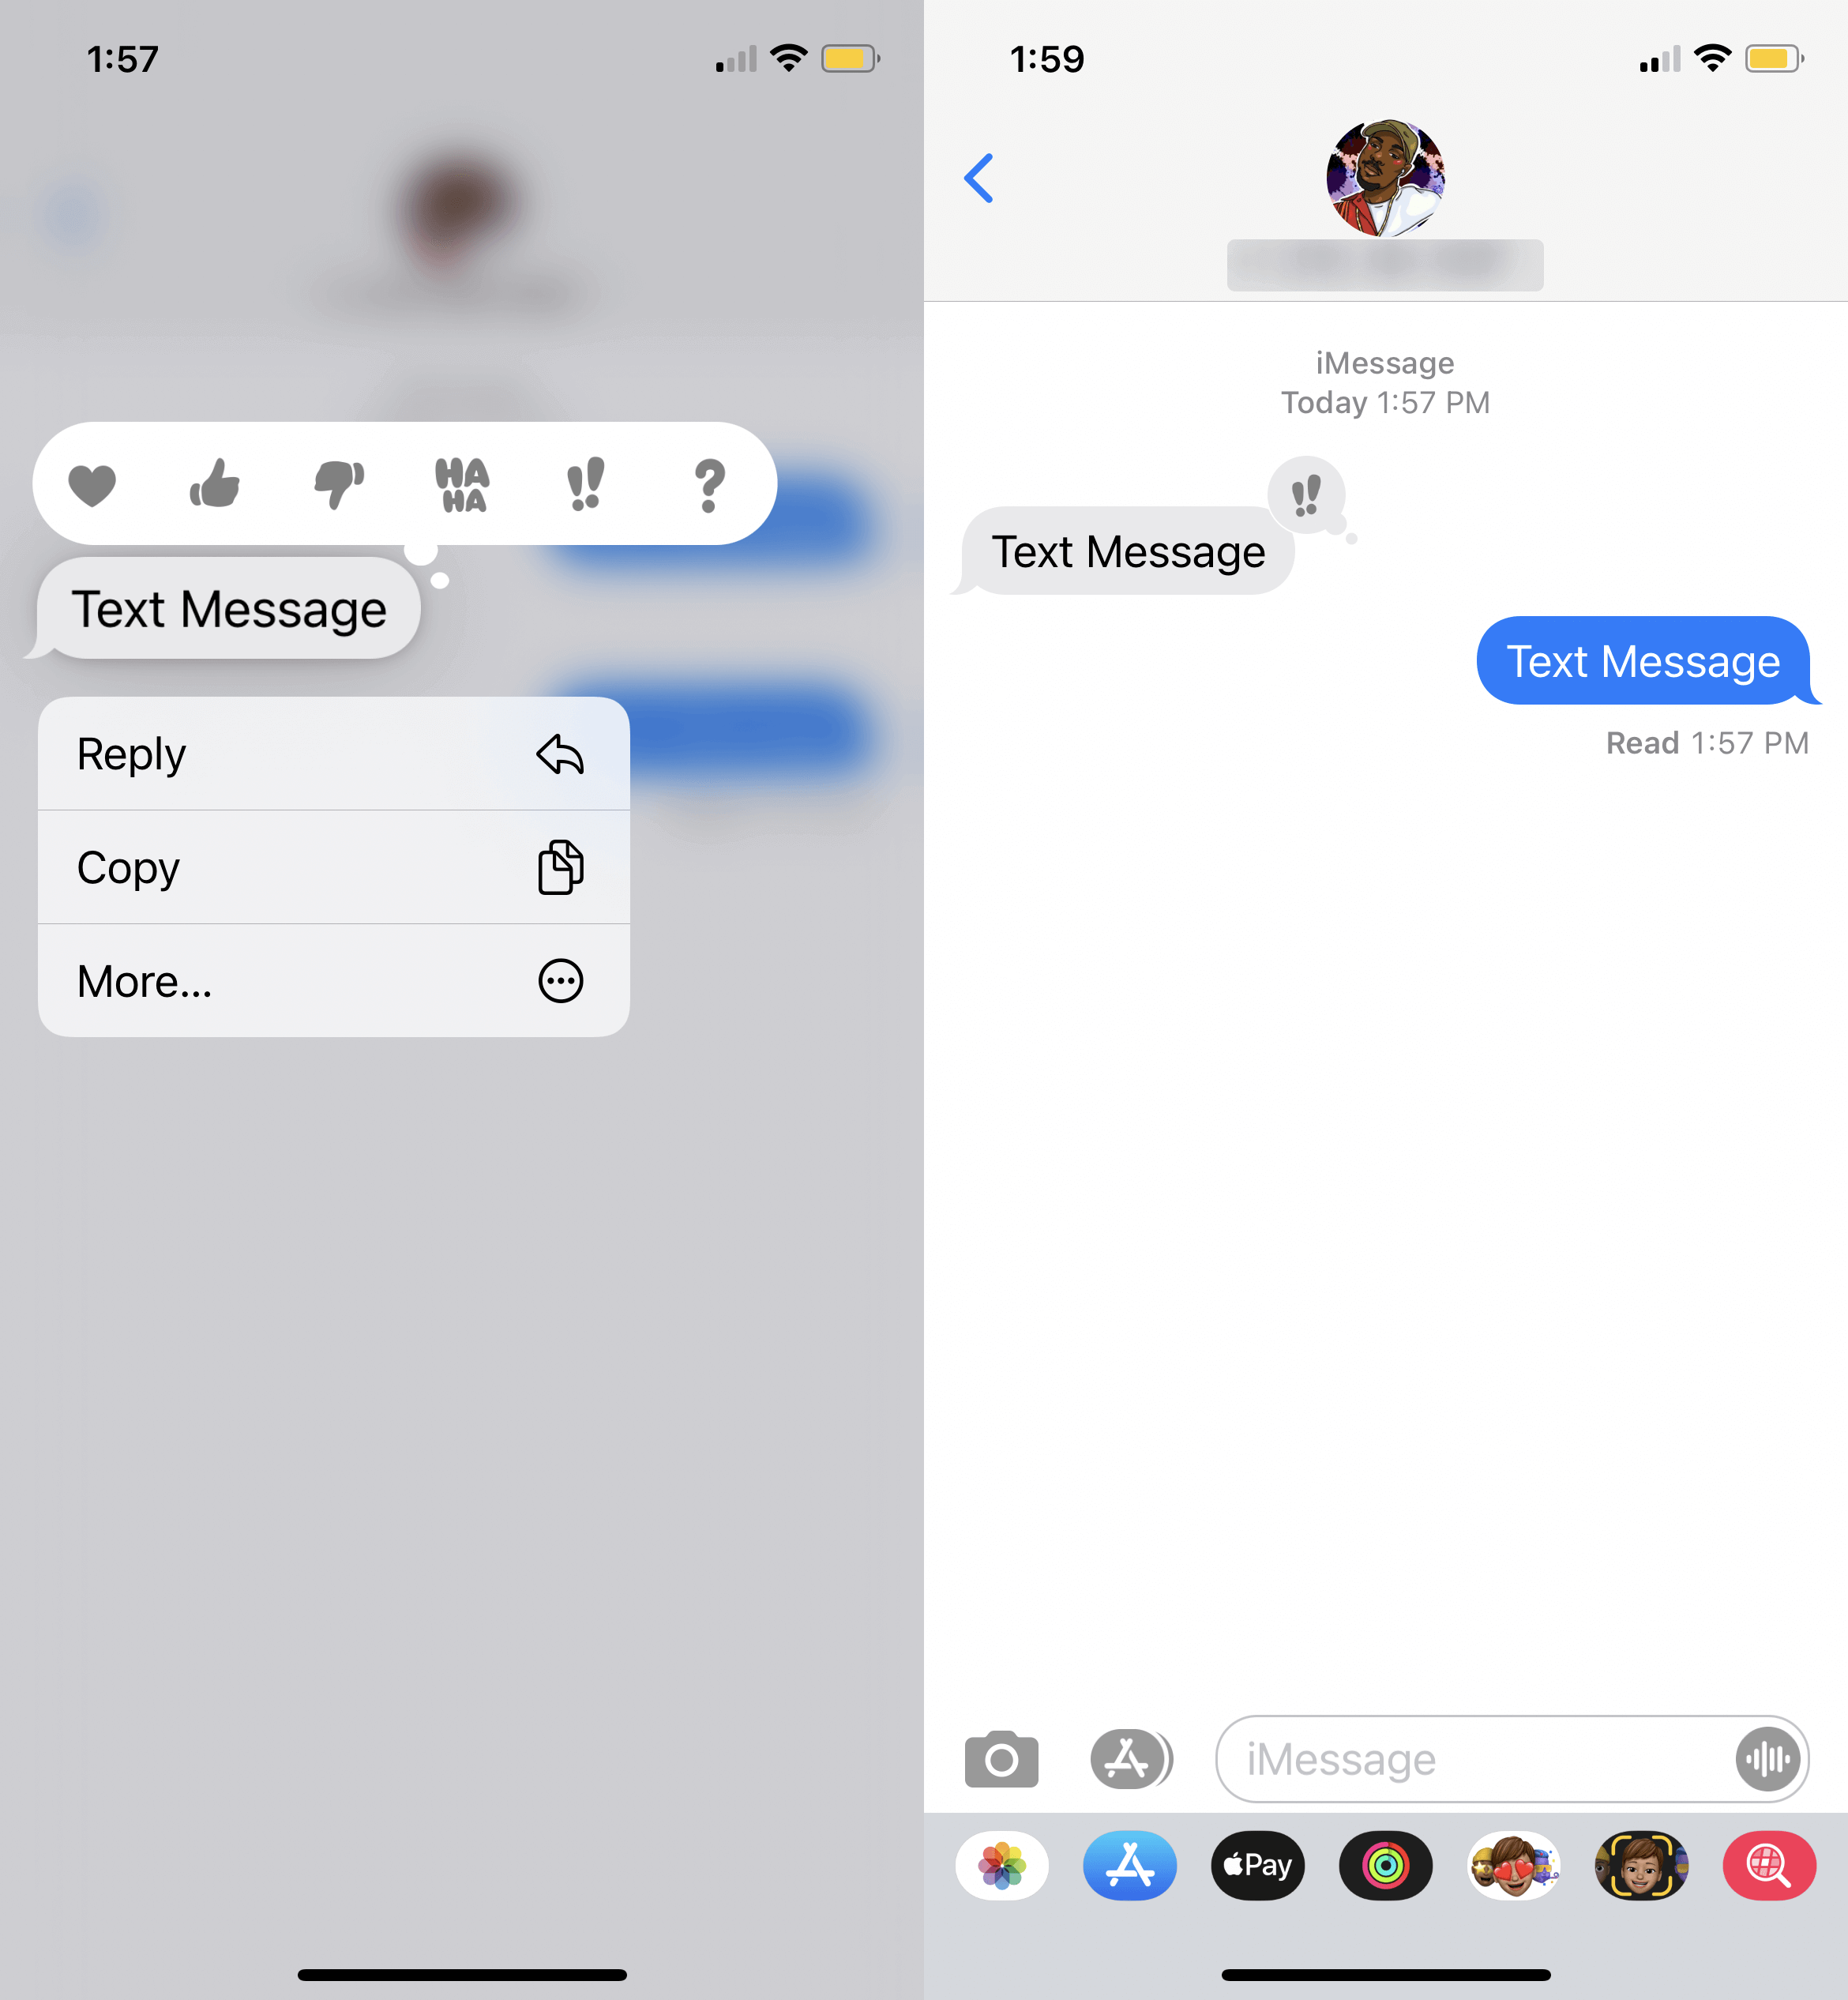 1:57
HA
HA
!!
?
Text Message
Reply
Copy
More...
1:59
iMessage
Today 1:57 PM
!!
Text Message
Text Message
Read 1:57 PM
iMessage
Pay